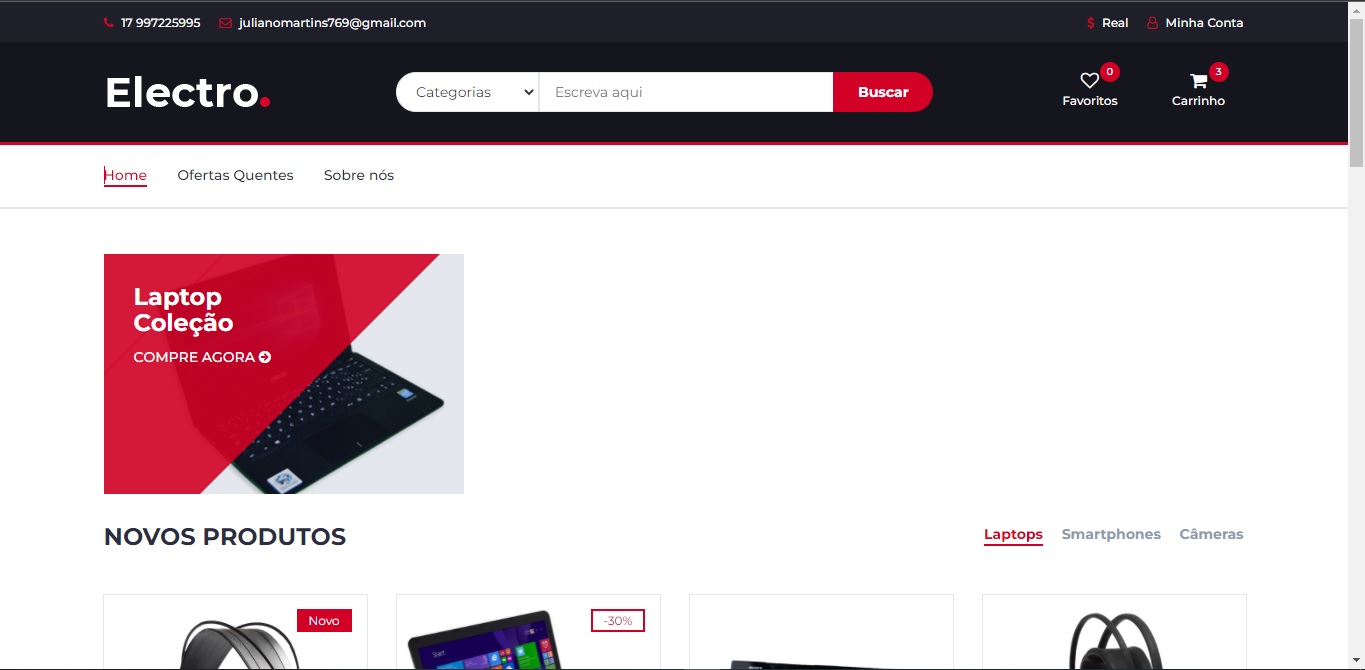 17 997225995 julianomartins769@gmail.com $ Real Minha Conta
Electro.
Categorias Escreva aqui Buscar
0
Favoritos
3
Carrinho
Home Ofertas Quentes Sobre nós
Laptop
Coleção
COMPRE AGORA
NOVOS PRODUTOS Laptops Smartphones Câmeras
Novo
-30%
Start